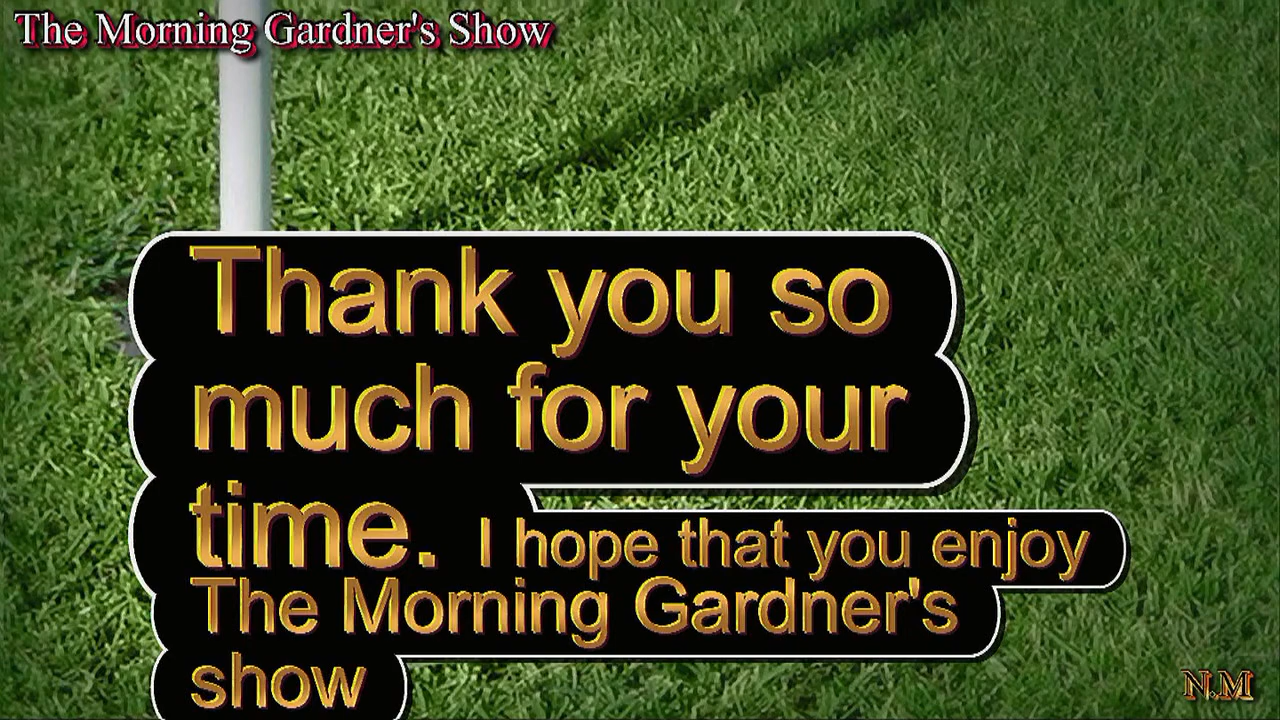 The Morning Gardner's Show
Thank you so
much for your
time. I hope that you enjoy
The Morning Gardner's
show
N.M